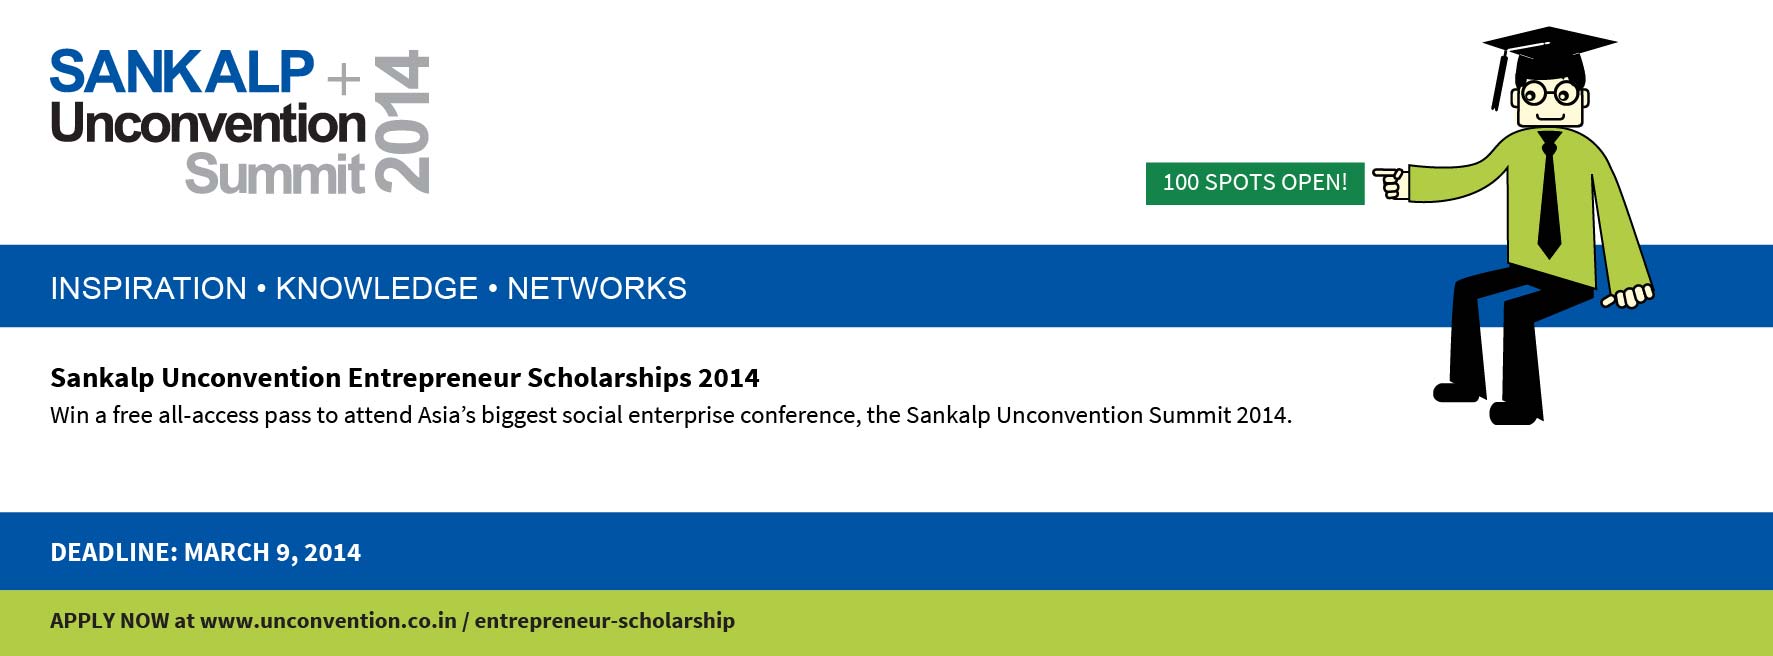 SANKALP +
Unconvention
Summit 2014
100 SPOTS OPEN!
INSPIRATION • KNOWLEDGE • NETWORKS
Sankalp Unconvention Entrepreneur Scholarships 2014
Win a free all-access pass to attend Asia’s biggest social enterprise conference, the Sankalp Unconvention Summit 2014.
DEADLINE: MARCH 9, 2014
APPLY NOW at www.unconvention.co.in / entrepreneur-scholarship